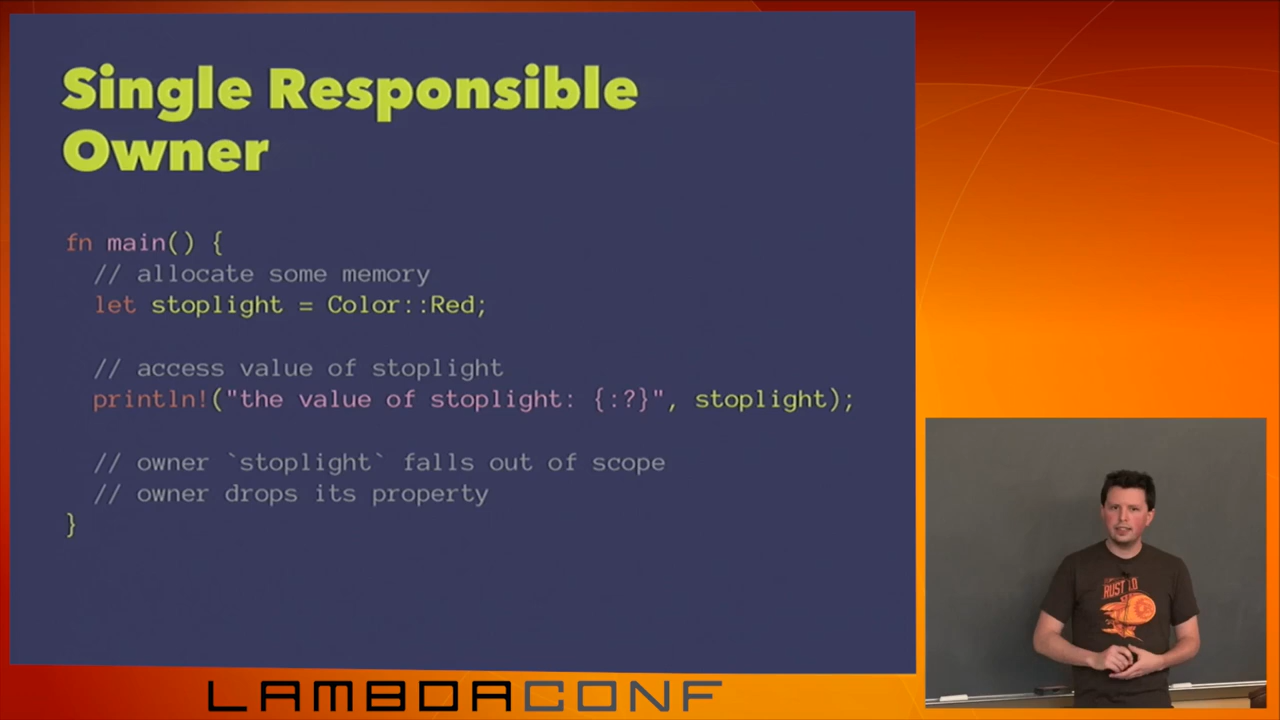 Single Responsible
Owner
fn main() {
// allocate some memory
let stoplight = Color::Red;
// access value of stoplight
println!("the value of stoplight: {:?}", stoplight);
// owner `stoplight` falls out of scope
// owner drops its property
}
RUST
LAMBDACONF